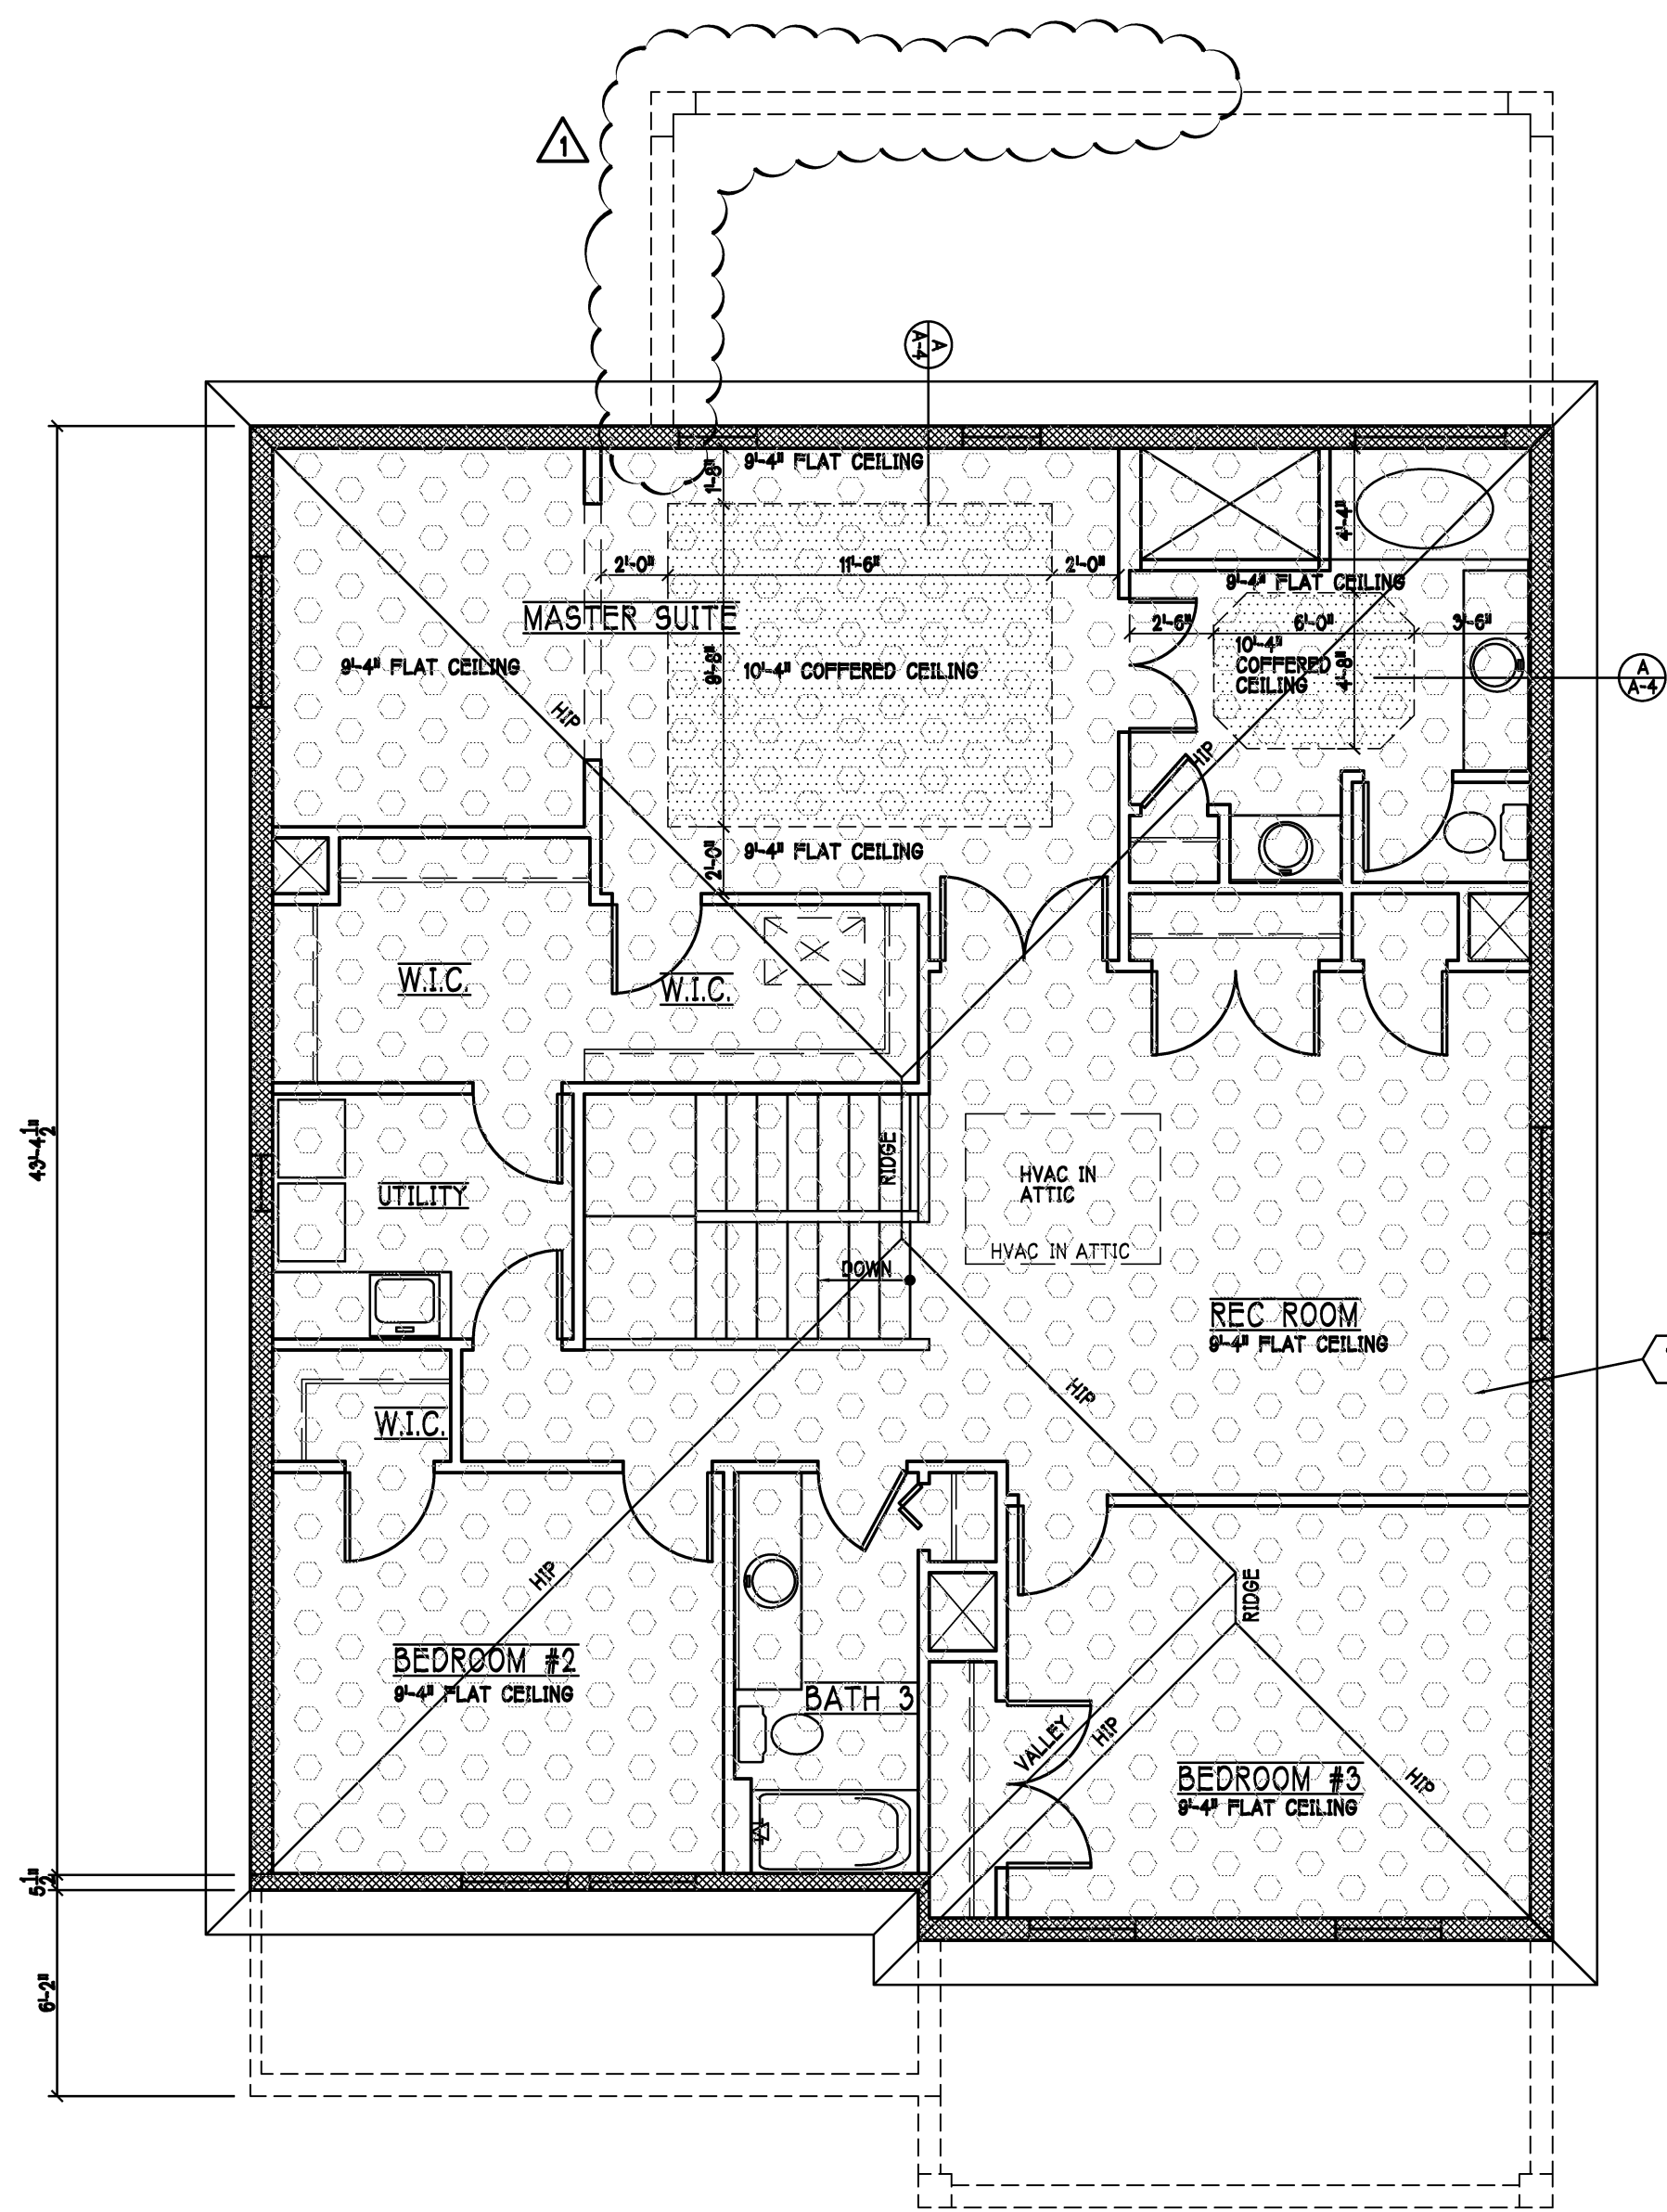 1
A
A-4
9'-4" FLAT CEILING
1'-8"
4'-4"
2'-0"
11'-6"
2'-0"
9'-4" FLAT CEILING
MASTER SUITE
2'-6"
6'-0"
3'-6"
10'-4"
COFFERED
CEILING
4'-8"
9'-4" FLAT CEILING
9'-8"
10'-4" COFFERED CEILING
A
A-4
HIP
HIP
2'-0"
9'-4" FLAT CEILING
W.I.C.
W.I.C.
43'-4 1/2"
RIDGE
HVAC IN
ATTIC
UTILITY
HVAC IN ATTIC
DOWN
REC ROOM
9'-4" FLAT CEILING
HIP
W.I.C.
HIP
RIDGE
BEDROOM #2
9'-4" FLAT CEILING
BATH 3
VALLEY
HIP
BEDROOM #3
9'-4" FLAT CEILING
HIP
5 1/2"
6'-2"